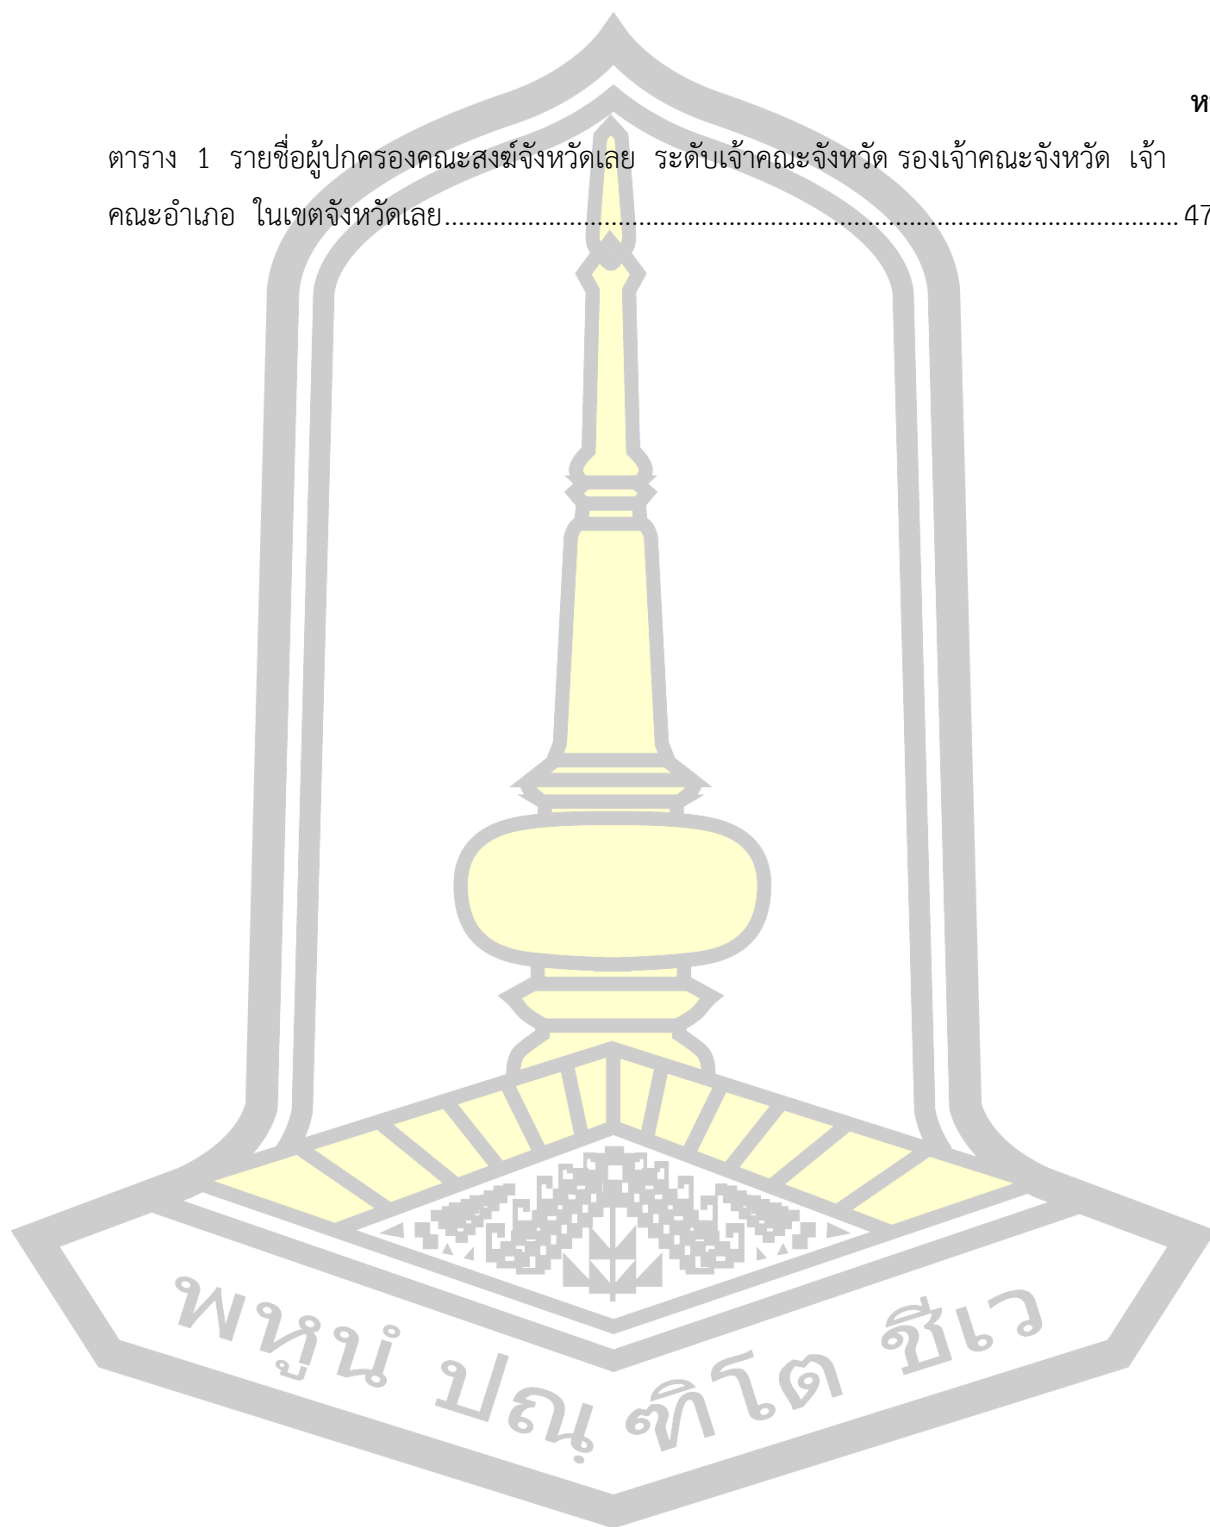 ตาราง 1 รายชื่อผู้ปกครองคณะสงฆ์จังหวัดเลย ระดับเจ้าคณะจังหวัด รองเจ้าคณะจังหวัด เจ้า
คณะอำเภอ ในเขตจังหวัดเลย.......................................................................................... 47
พหูนํ ปณฺฑิโต ชีเว